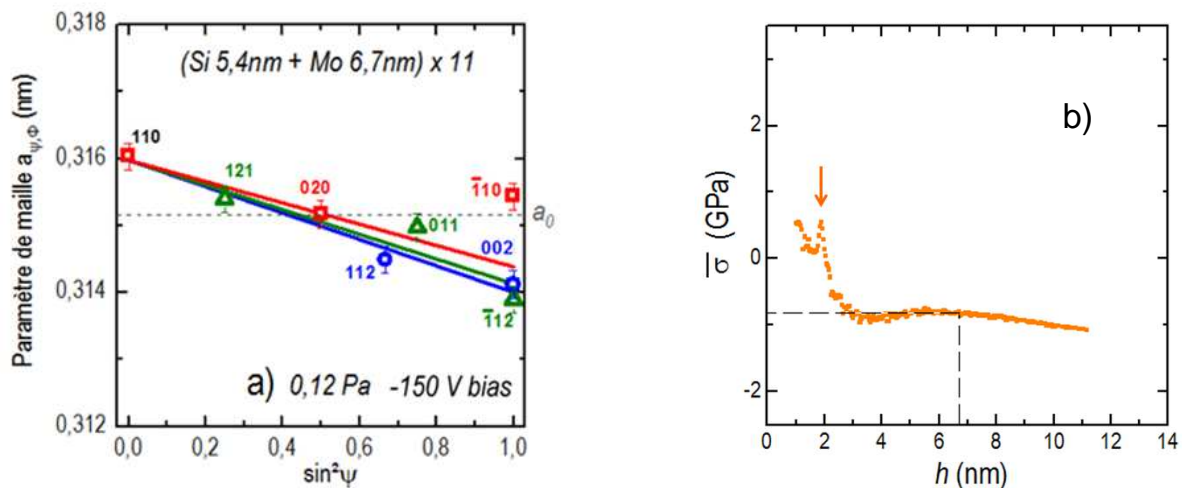 0,318
0,316
0,314
0,312
Paramètre de maille aψ,Φ (nm)
(Si 5,4nm + Mo 6,7nm) x 11
110
121
020
1̅10
a₀
011
002
112
1̅12
a) 0,12 Pa -150 V bias
0,0 0,2 0,4 0,6 0,8 1,0
sin²ψ
b)
2
0
-2
σ̅ (GPa)
0 2 4 6 8 10 12 14
h (nm)